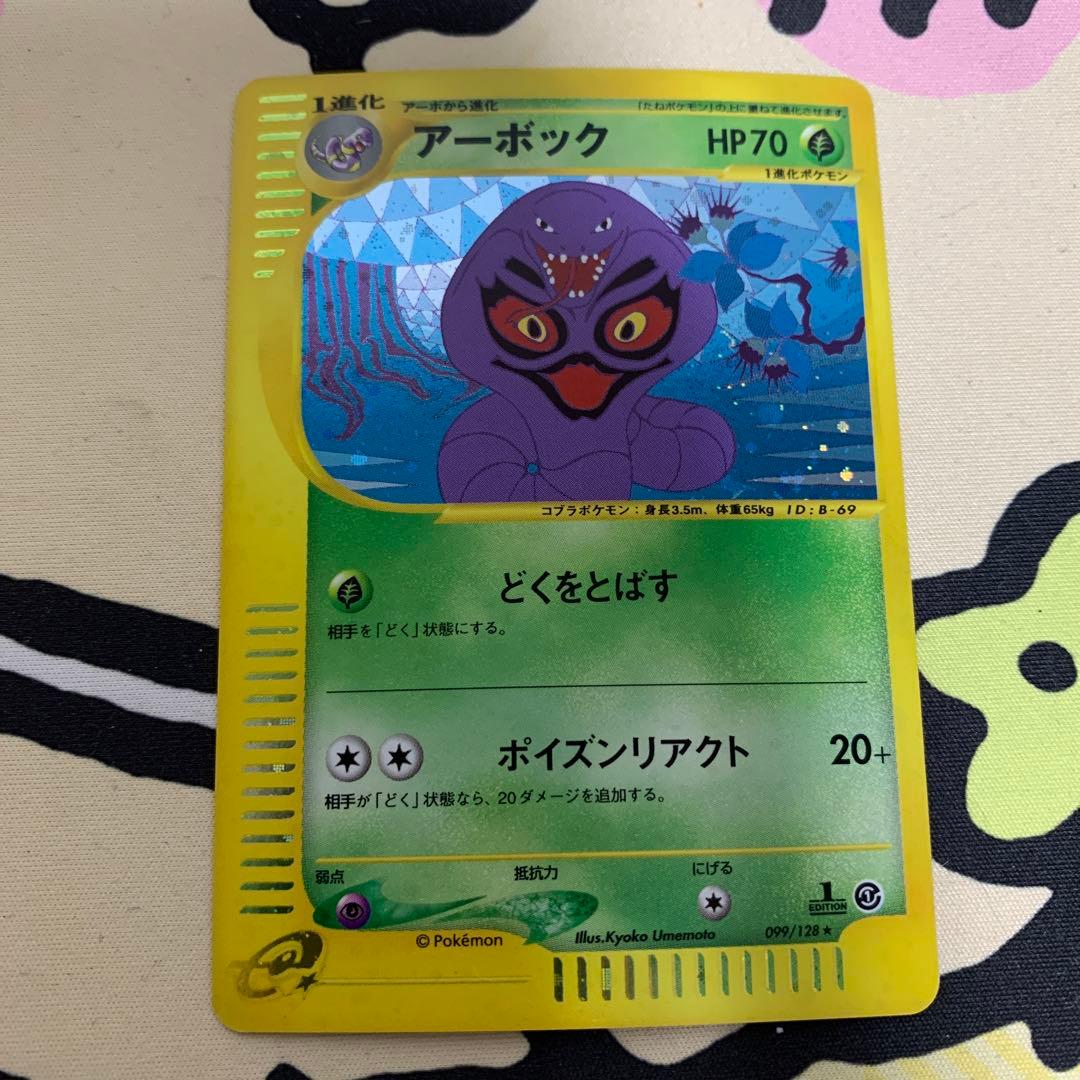 1進化 アーボから進化 「たねポケモン」の上に重ねて進化させます。
アーボック HP70
1進化ポケモン
コブラポケモン：身長3.5m、体重65kg ID:B-69
どくをとばす
相手を「どく」状態にする。
ポイズンリアクト 20+
相手が「どく」状態なら、20ダメージを追加する。
弱点 抵抗力 にげる
1 EDITION
© Pokémon Illus.Kyoko Umemoto 099/128★
e